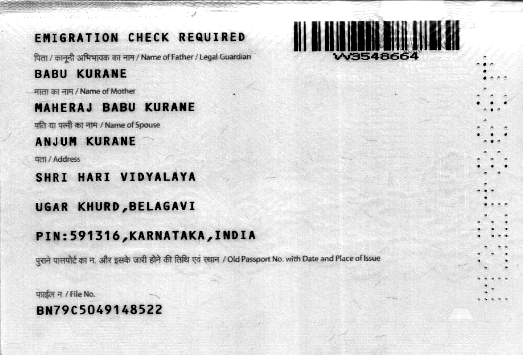 EMIGRATION CHECK REQUIRED
पिता / कानूनी अभिभावक का नाम / Name of Father / Legal Guardian
BABU KURANE
माता का नाम / Name of Mother
MAHERAJ BABU KURANE
पति या पत्नी का नाम / Name of Spouse
ANJUM KURANE
पता / Address
SHRI HARI VIDYALAYA
UGAR KHURD,BELAGAVI
PIN:591316,KARNATAKA,INDIA
पुराने पासपोर्ट का न. और इसके जारी होने की तिथि एवं स्थान / Old Passport No. with Date and Place of Issue
फाईल न / File No.
BN79C5049148522